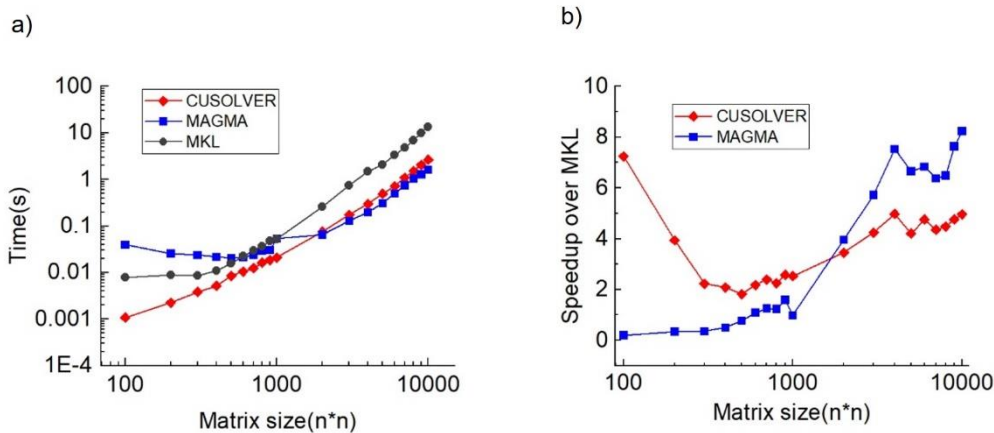 a)
CUSOLVER
MAGMA
MKL
100
10
1
0.1
0.01
0.001
1E-4
Time(s)
100
1000
10000
Matrix size(n*n)
b)
CUSOLVER
MAGMA
10
8
6
4
2
0
Speedup over MKL
100
1000
10000
Matrix size(n*n)